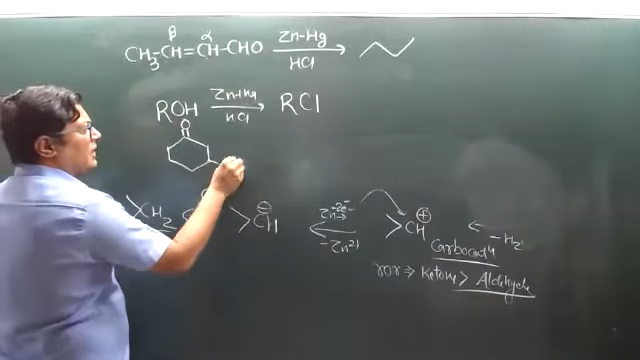 β α
CH3-CH=CH-CHO Zn-Hg HCl
ROH Zn-Hg HCl RCl
O
CH2 ⊖ CH Zn -2e- - Zn2+ CH ⊕ - H2
ror ⇒ Ketone > Aldehyde